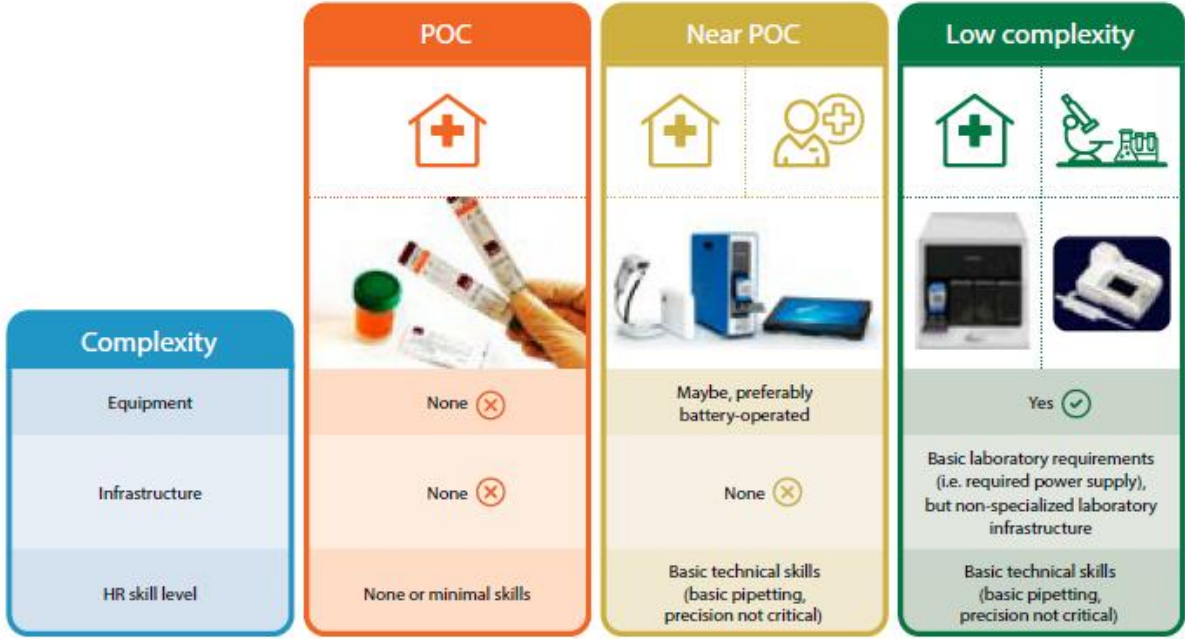 POC
Near POC
Low complexity
Complexity
Equipment
None
Maybe, preferably
battery-operated
Yes
Infrastructure
None
None
Basic laboratory requirements
(i.e. required power supply),
but non-specialized laboratory
infrastructure
HR skill level
None or minimal skills
Basic technical skills
(basic pipetting,
precision not critical)
Basic technical skills
(basic pipetting,
precision not critical)